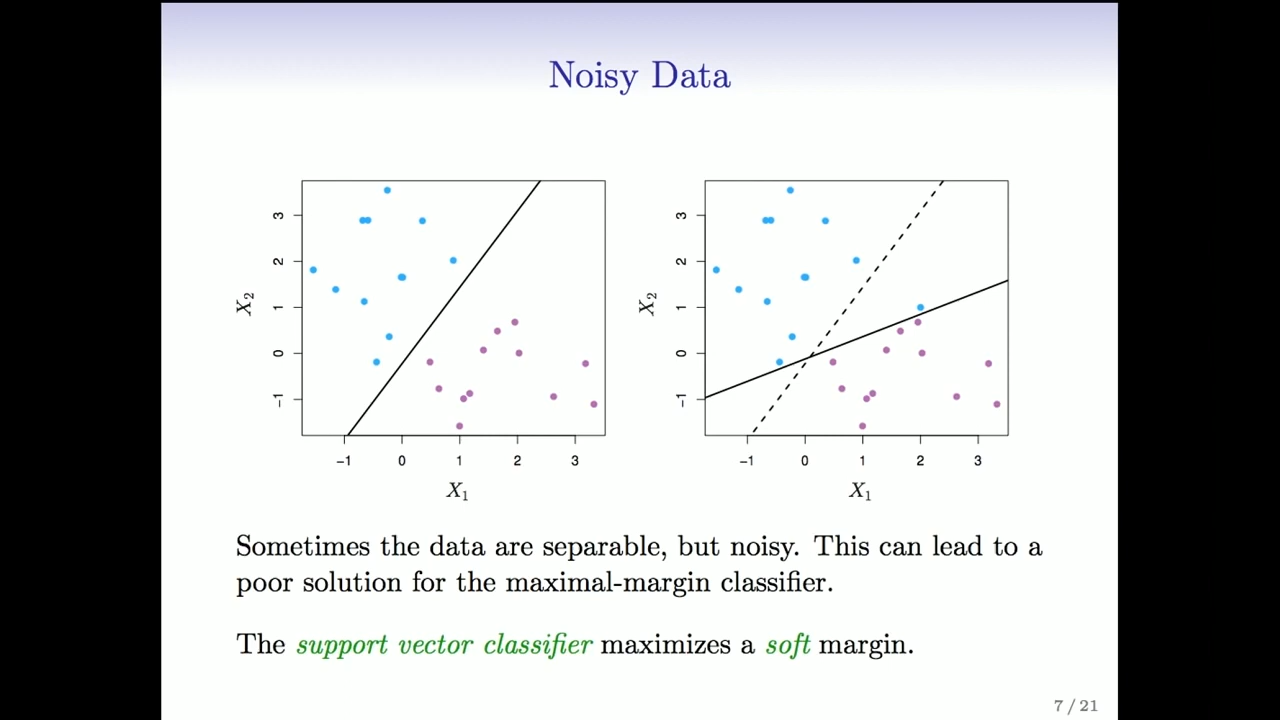 Noisy Data
3
2
1
0
−1
X2
−1 0 1 2 3
X1
3
2
1
0
−1
X2
−1 0 1 2 3
X1
Sometimes the data are separable, but noisy. This can lead to a
poor solution for the maximal-margin classifier.
The support vector classifier maximizes a soft margin.
7 / 21